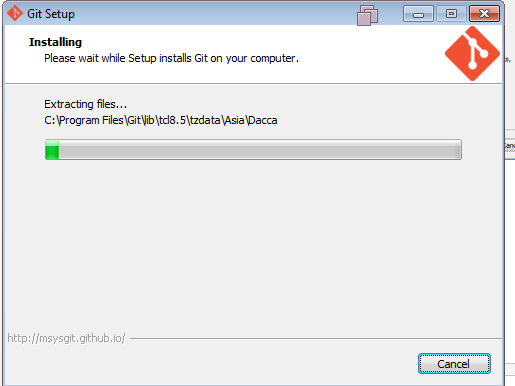 Git Setup
Installing
Please wait while Setup installs Git on your computer.
Extracting files...
C:\Program Files\Git\lib\tcl8.5\tzdata\Asia\Dacca
http://msysgit.github.io/
Cancel